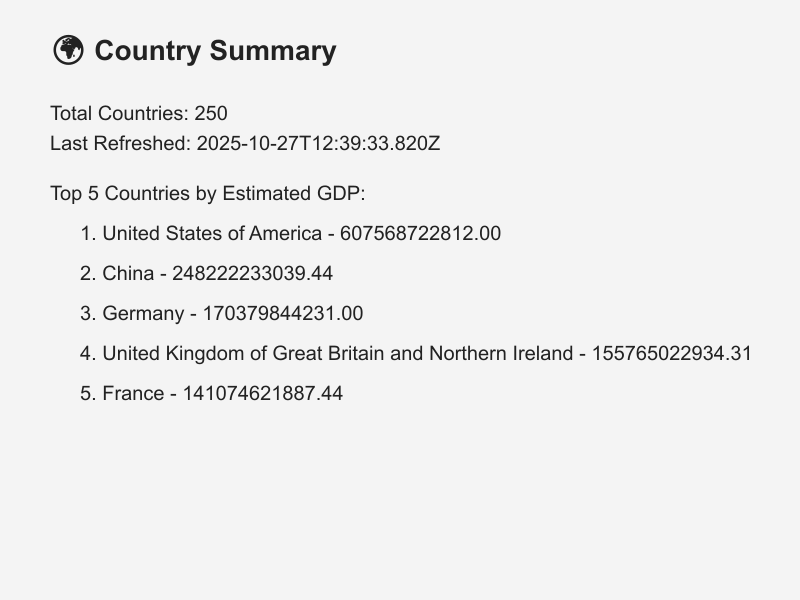 Country Summary
Total Countries: 250
Last Refreshed: 2025-10-27T12:39:33.820Z
Top 5 Countries by Estimated GDP:
1. United States of America - 607568722812.00
2. China - 248222233039.44
3. Germany - 170379844231.00
4. United Kingdom of Great Britain and Northern Ireland - 155765022934.31
5. France - 141074621887.44